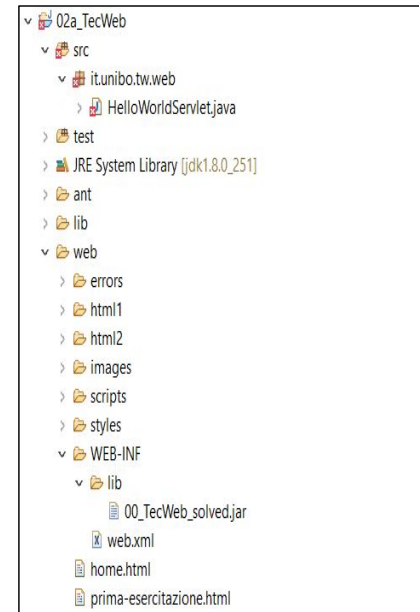 02a_TecWeb
src
it.unibo.tw.web
HelloWorldServlet.java
test
JRE System Library [jdk1.8.0_251]
ant
lib
web
errors
html1
html2
images
scripts
styles
WEB-INF
lib
00_TecWeb_solved.jar
web.xml
home.html
prima-esercitazione.html